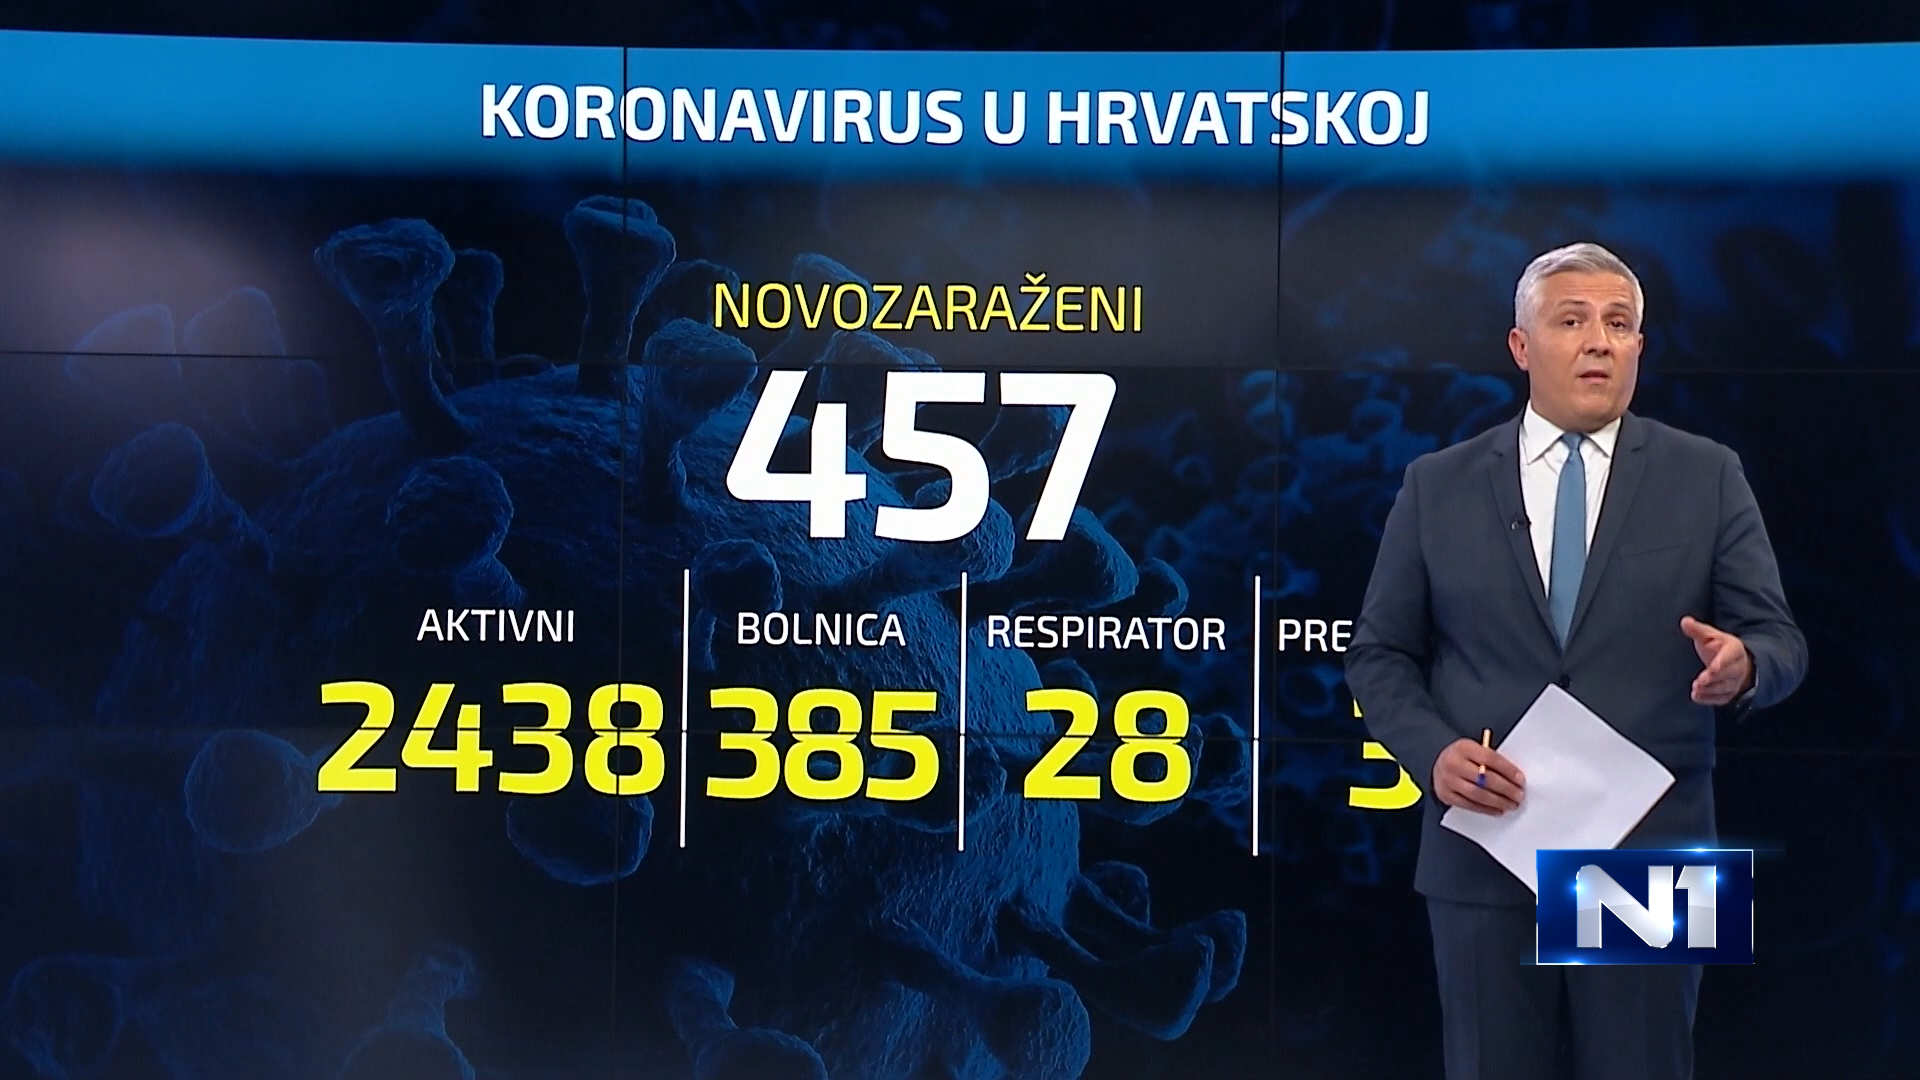 KORONAVIRUS U HRVATSKOJ
NOVOZARAŽENI
457
AKTIVNI
BOLNICA
RESPIRATOR
2438
385
28
N1